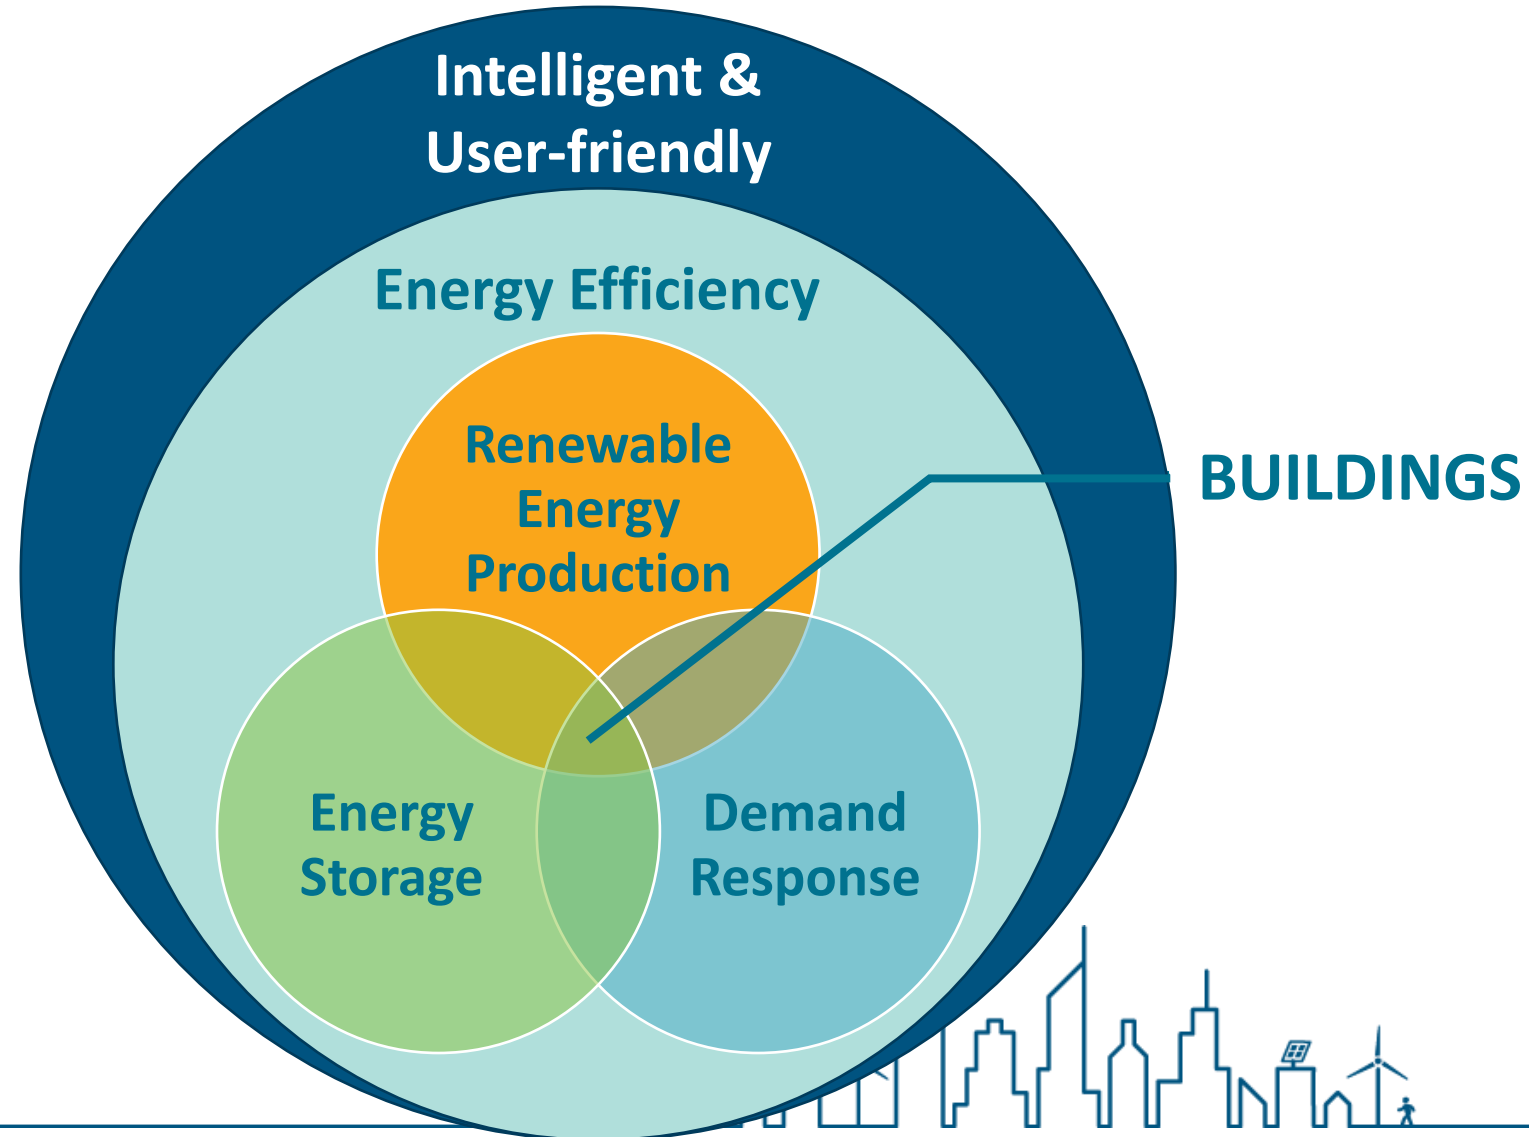 Intelligent &
User-friendly
Energy Efficiency
Renewable
Energy
Production
BUILDINGS
Energy
Storage
Demand
Response